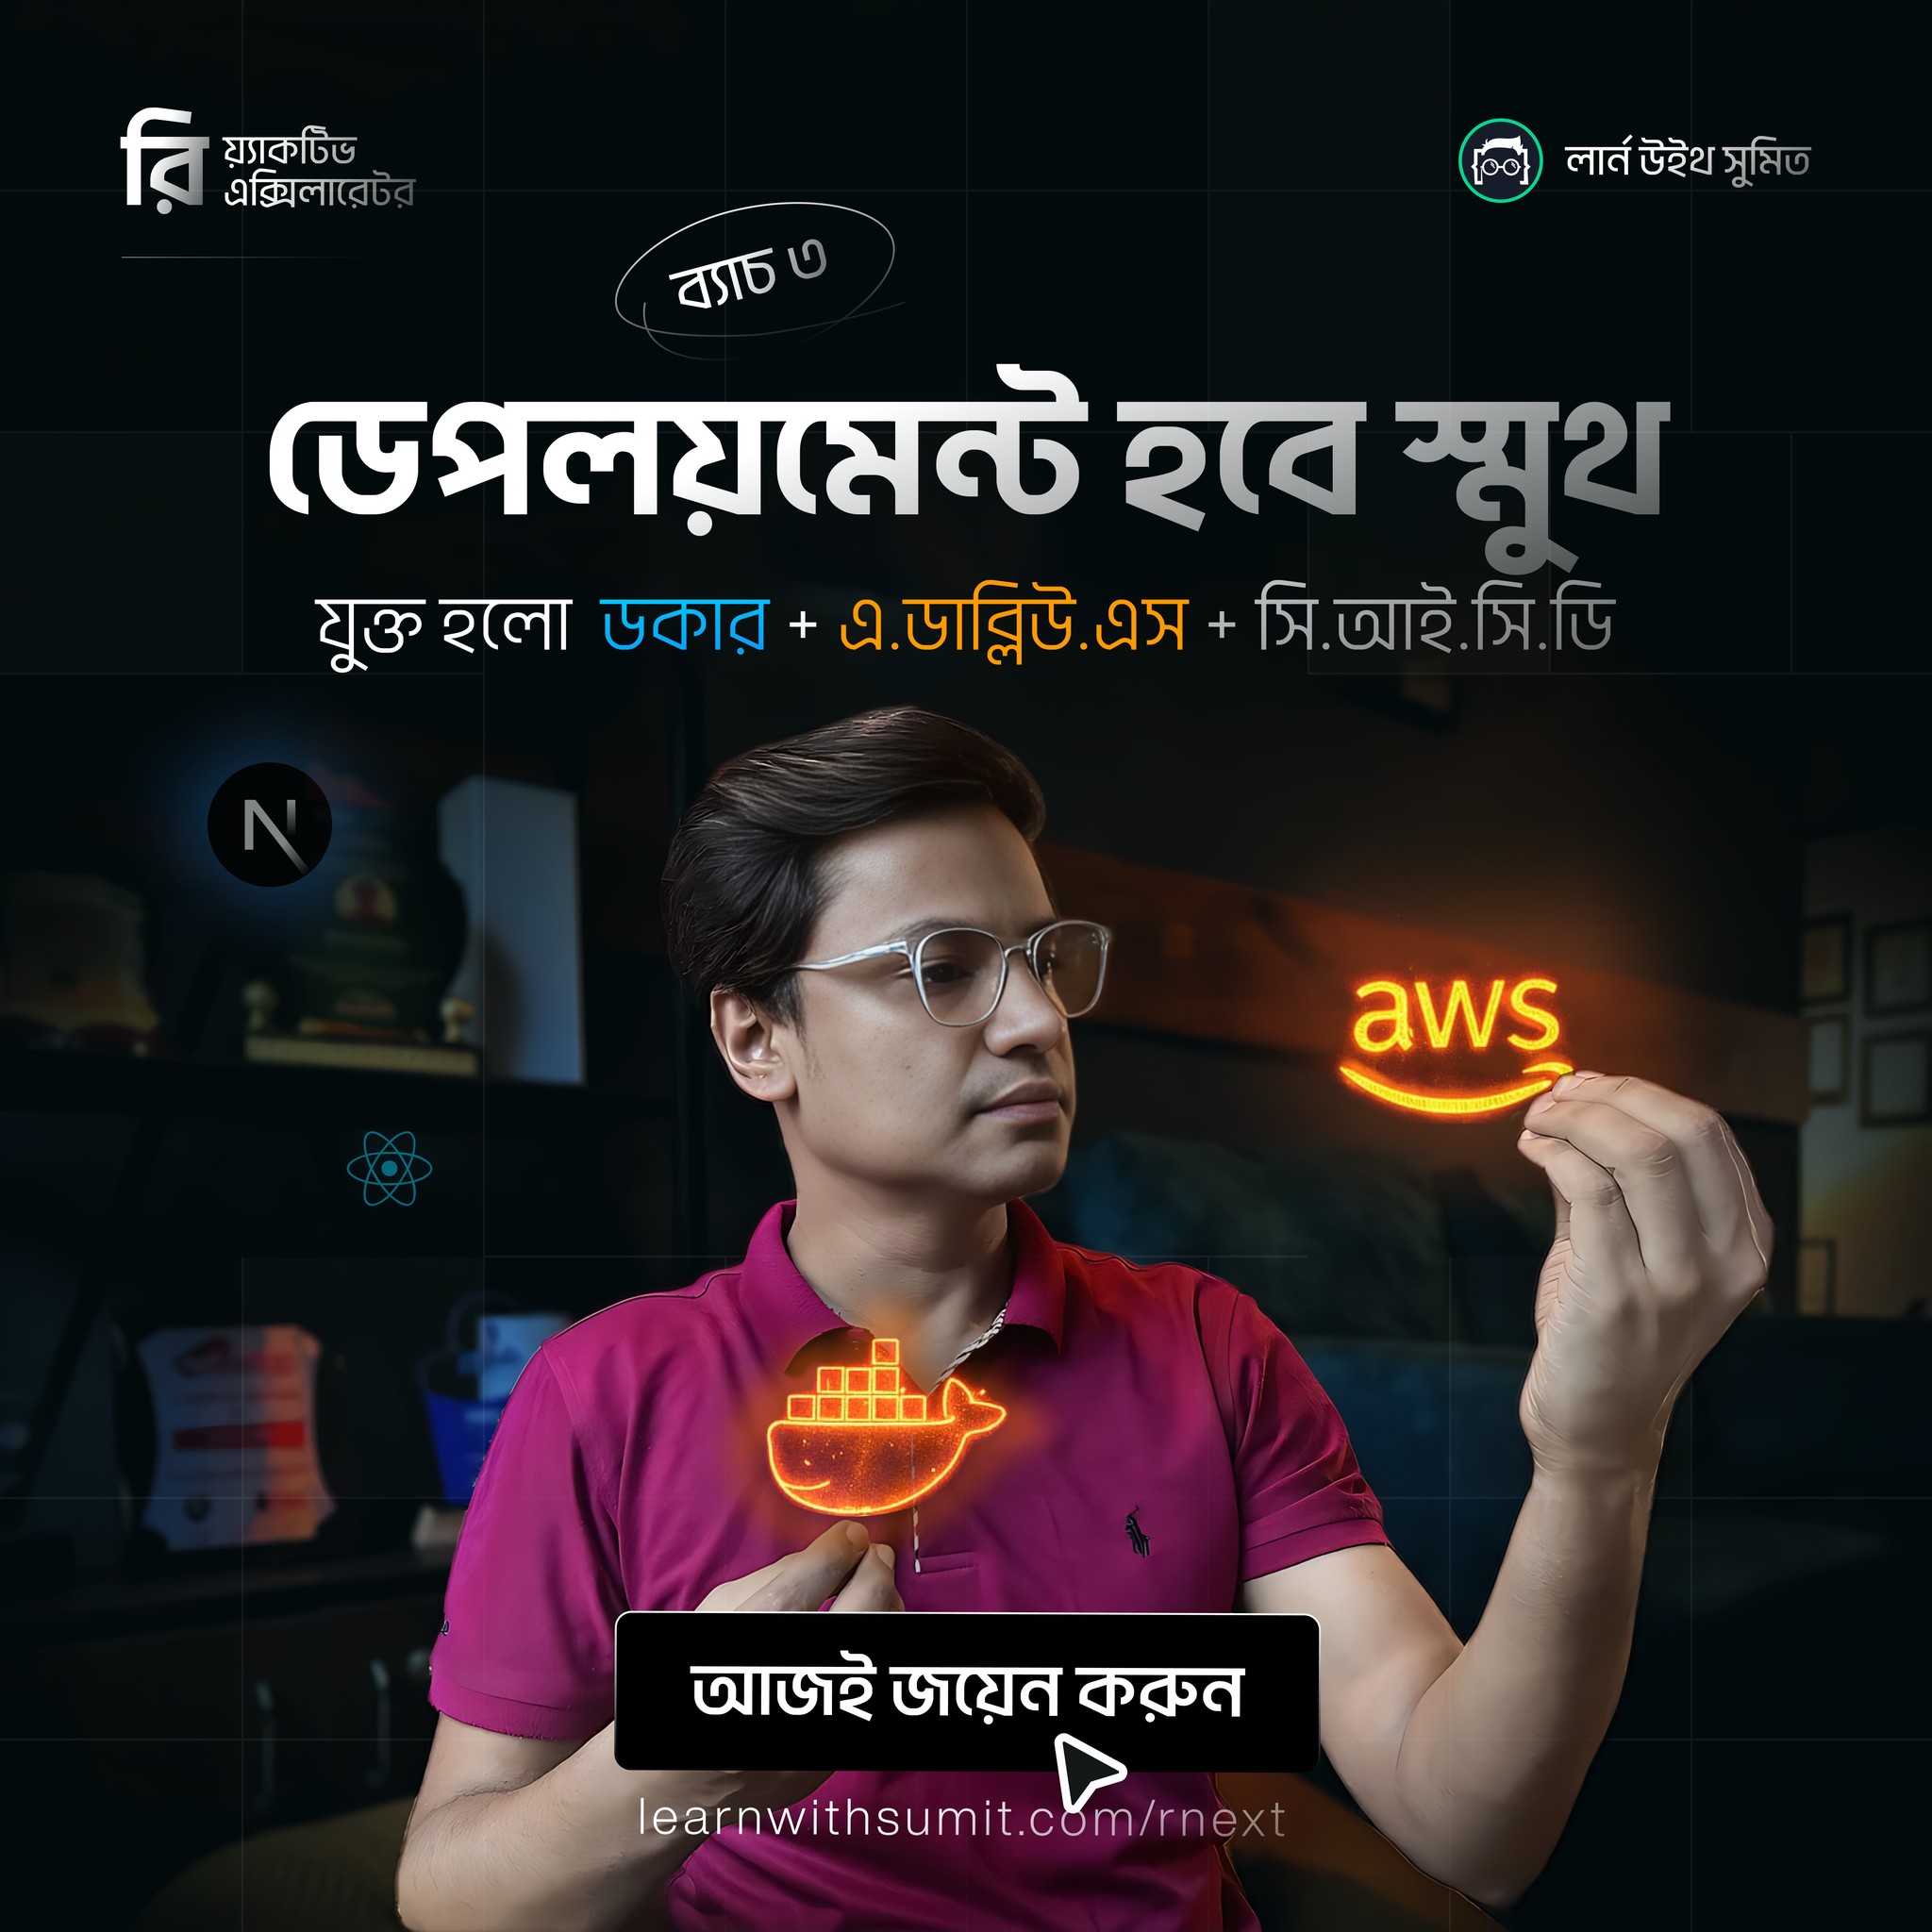 রি য়্যাকটিভ
এক্সিলারেটর
লার্ন উইথ সুমিত
ব্যাচ ৩
ডেপলয়মেন্ট হবে স্মুথ
যুক্ত হলো ডকার + এ.ডাব্লিউ.এস + সি.আই.সি.ডি
N
aws
আজই জয়েন করুন
learnwithsumit.com/rnext